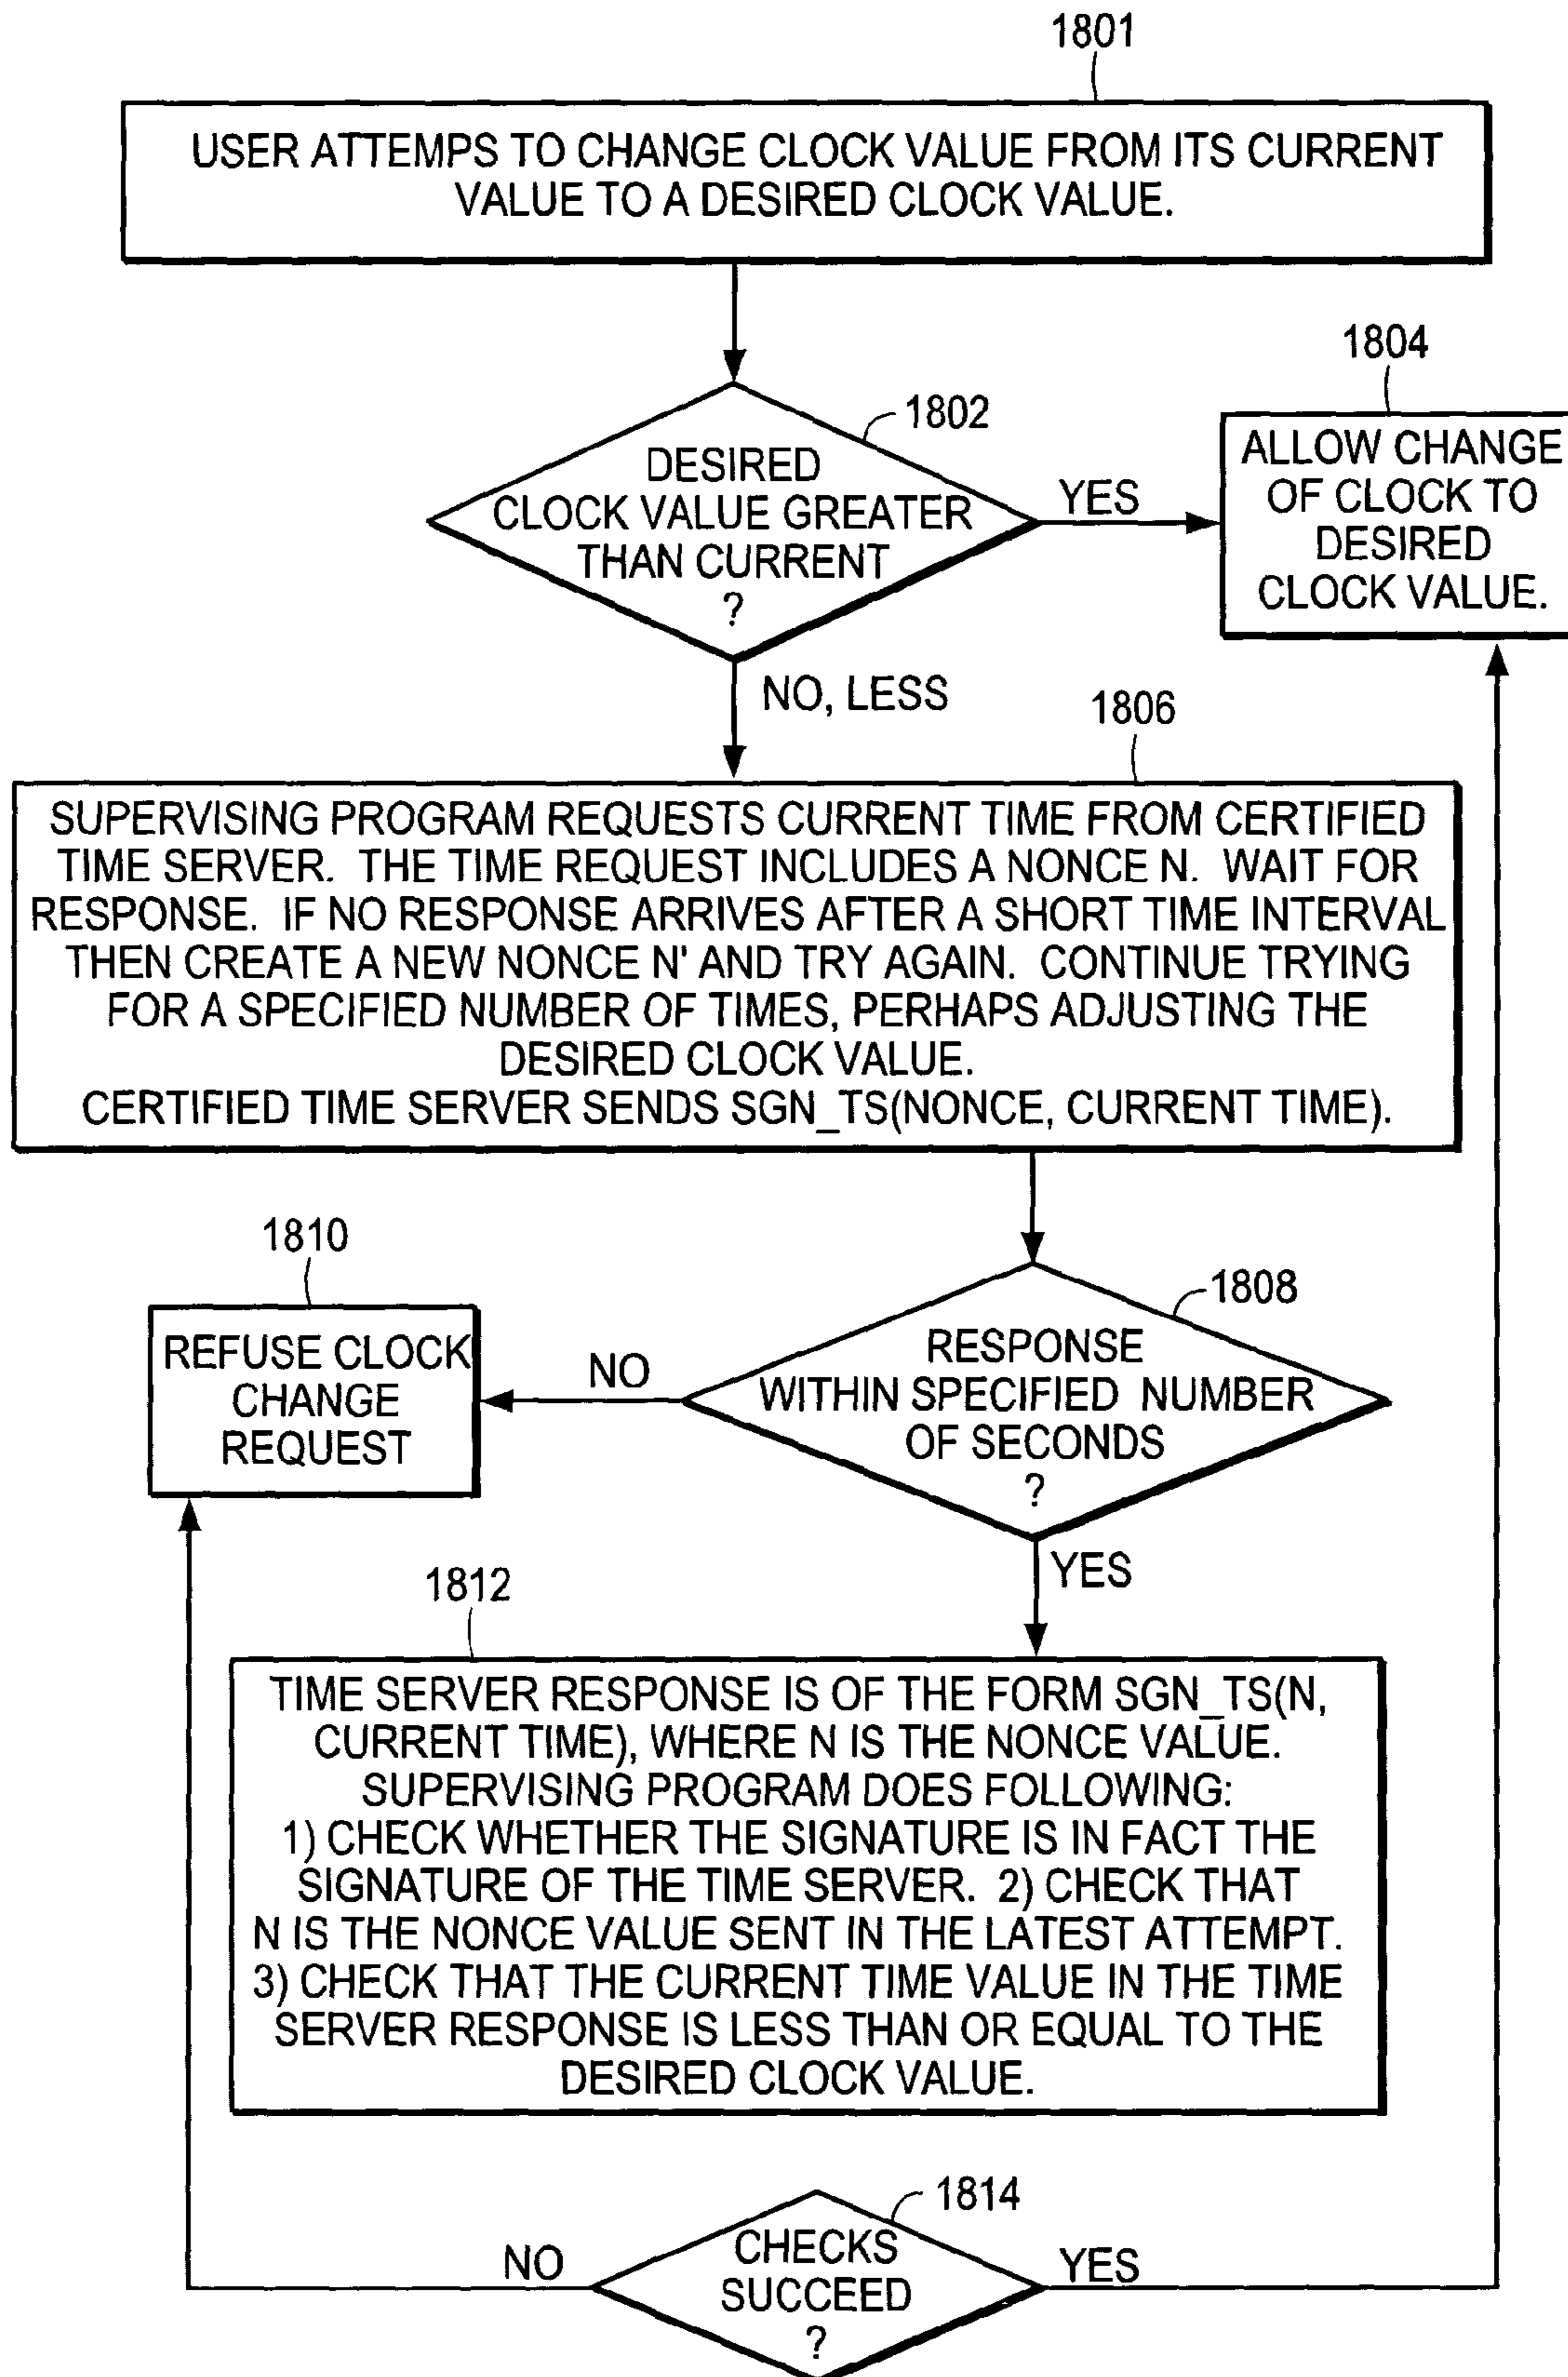 1801
USER ATTEMPS TO CHANGE CLOCK VALUE FROM ITS CURRENT
VALUE TO A DESIRED CLOCK VALUE.
1802
DESIRED
CLOCK VALUE GREATER
THAN CURRENT
?
YES
1804
ALLOW CHANGE
OF CLOCK TO
DESIRED
CLOCK VALUE.
NO, LESS
1806
SUPERVISING PROGRAM REQUESTS CURRENT TIME FROM CERTIFIED
TIME SERVER. THE TIME REQUEST INCLUDES A NONCE N. WAIT FOR
RESPONSE. IF NO RESPONSE ARRIVES AFTER A SHORT TIME INTERVAL
THEN CREATE A NEW NONCE N' AND TRY AGAIN. CONTINUE TRYING
FOR A SPECIFIED NUMBER OF TIMES, PERHAPS ADJUSTING THE
DESIRED CLOCK VALUE.
CERTIFIED TIME SERVER SENDS SGN_TS(NONCE, CURRENT TIME).
1808
RESPONSE
WITHIN SPECIFIED NUMBER
OF SECONDS
?
NO
1810
REFUSE CLOCK
CHANGE
REQUEST
YES
1812
TIME SERVER RESPONSE IS OF THE FORM SGN_TS(N,
CURRENT TIME), WHERE N IS THE NONCE VALUE.
SUPERVISING PROGRAM DOES FOLLOWING:
1) CHECK WHETHER THE SIGNATURE IS IN FACT THE
SIGNATURE OF THE TIME SERVER. 2) CHECK THAT
N IS THE NONCE VALUE SENT IN THE LATEST ATTEMPT.
3) CHECK THAT THE CURRENT TIME VALUE IN THE TIME
SERVER RESPONSE IS LESS THAN OR EQUAL TO THE
DESIRED CLOCK VALUE.
1814
CHECKS
SUCCEED
?
NO
YES